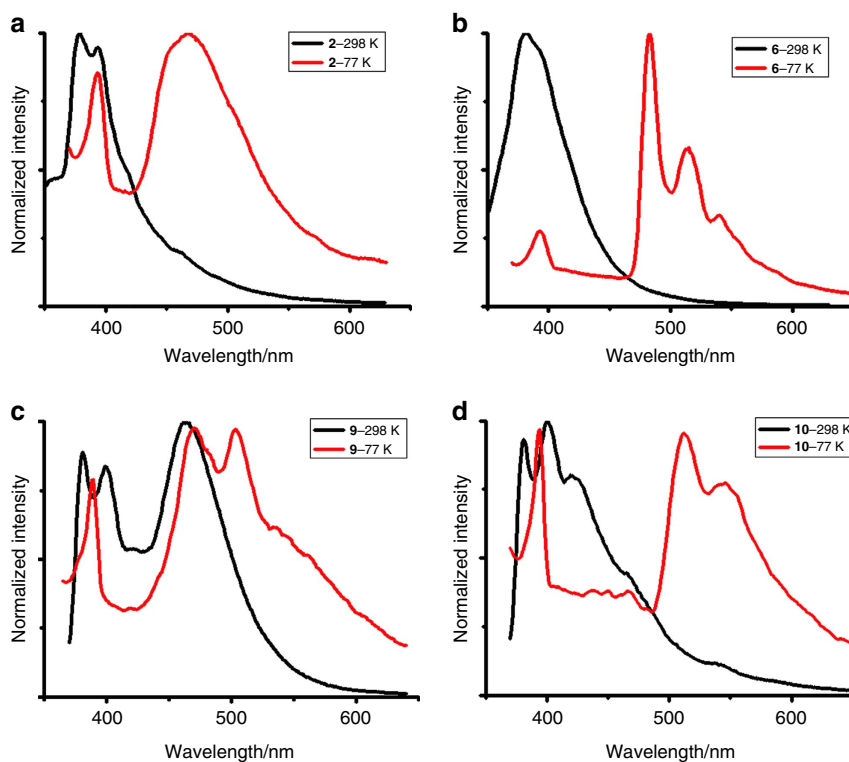 a
2–298 K
2–77 K
Normalized intensity
400
500
600
Wavelength/nm
b
6–298 K
6–77 K
Normalized intensity
400
500
600
Wavelength/nm
c
9–298 K
9–77 K
Normalized intensity
400
500
600
Wavelength/nm
d
10–298 K
10–77 K
Normalized intensity
400
500
600
Wavelength/nm